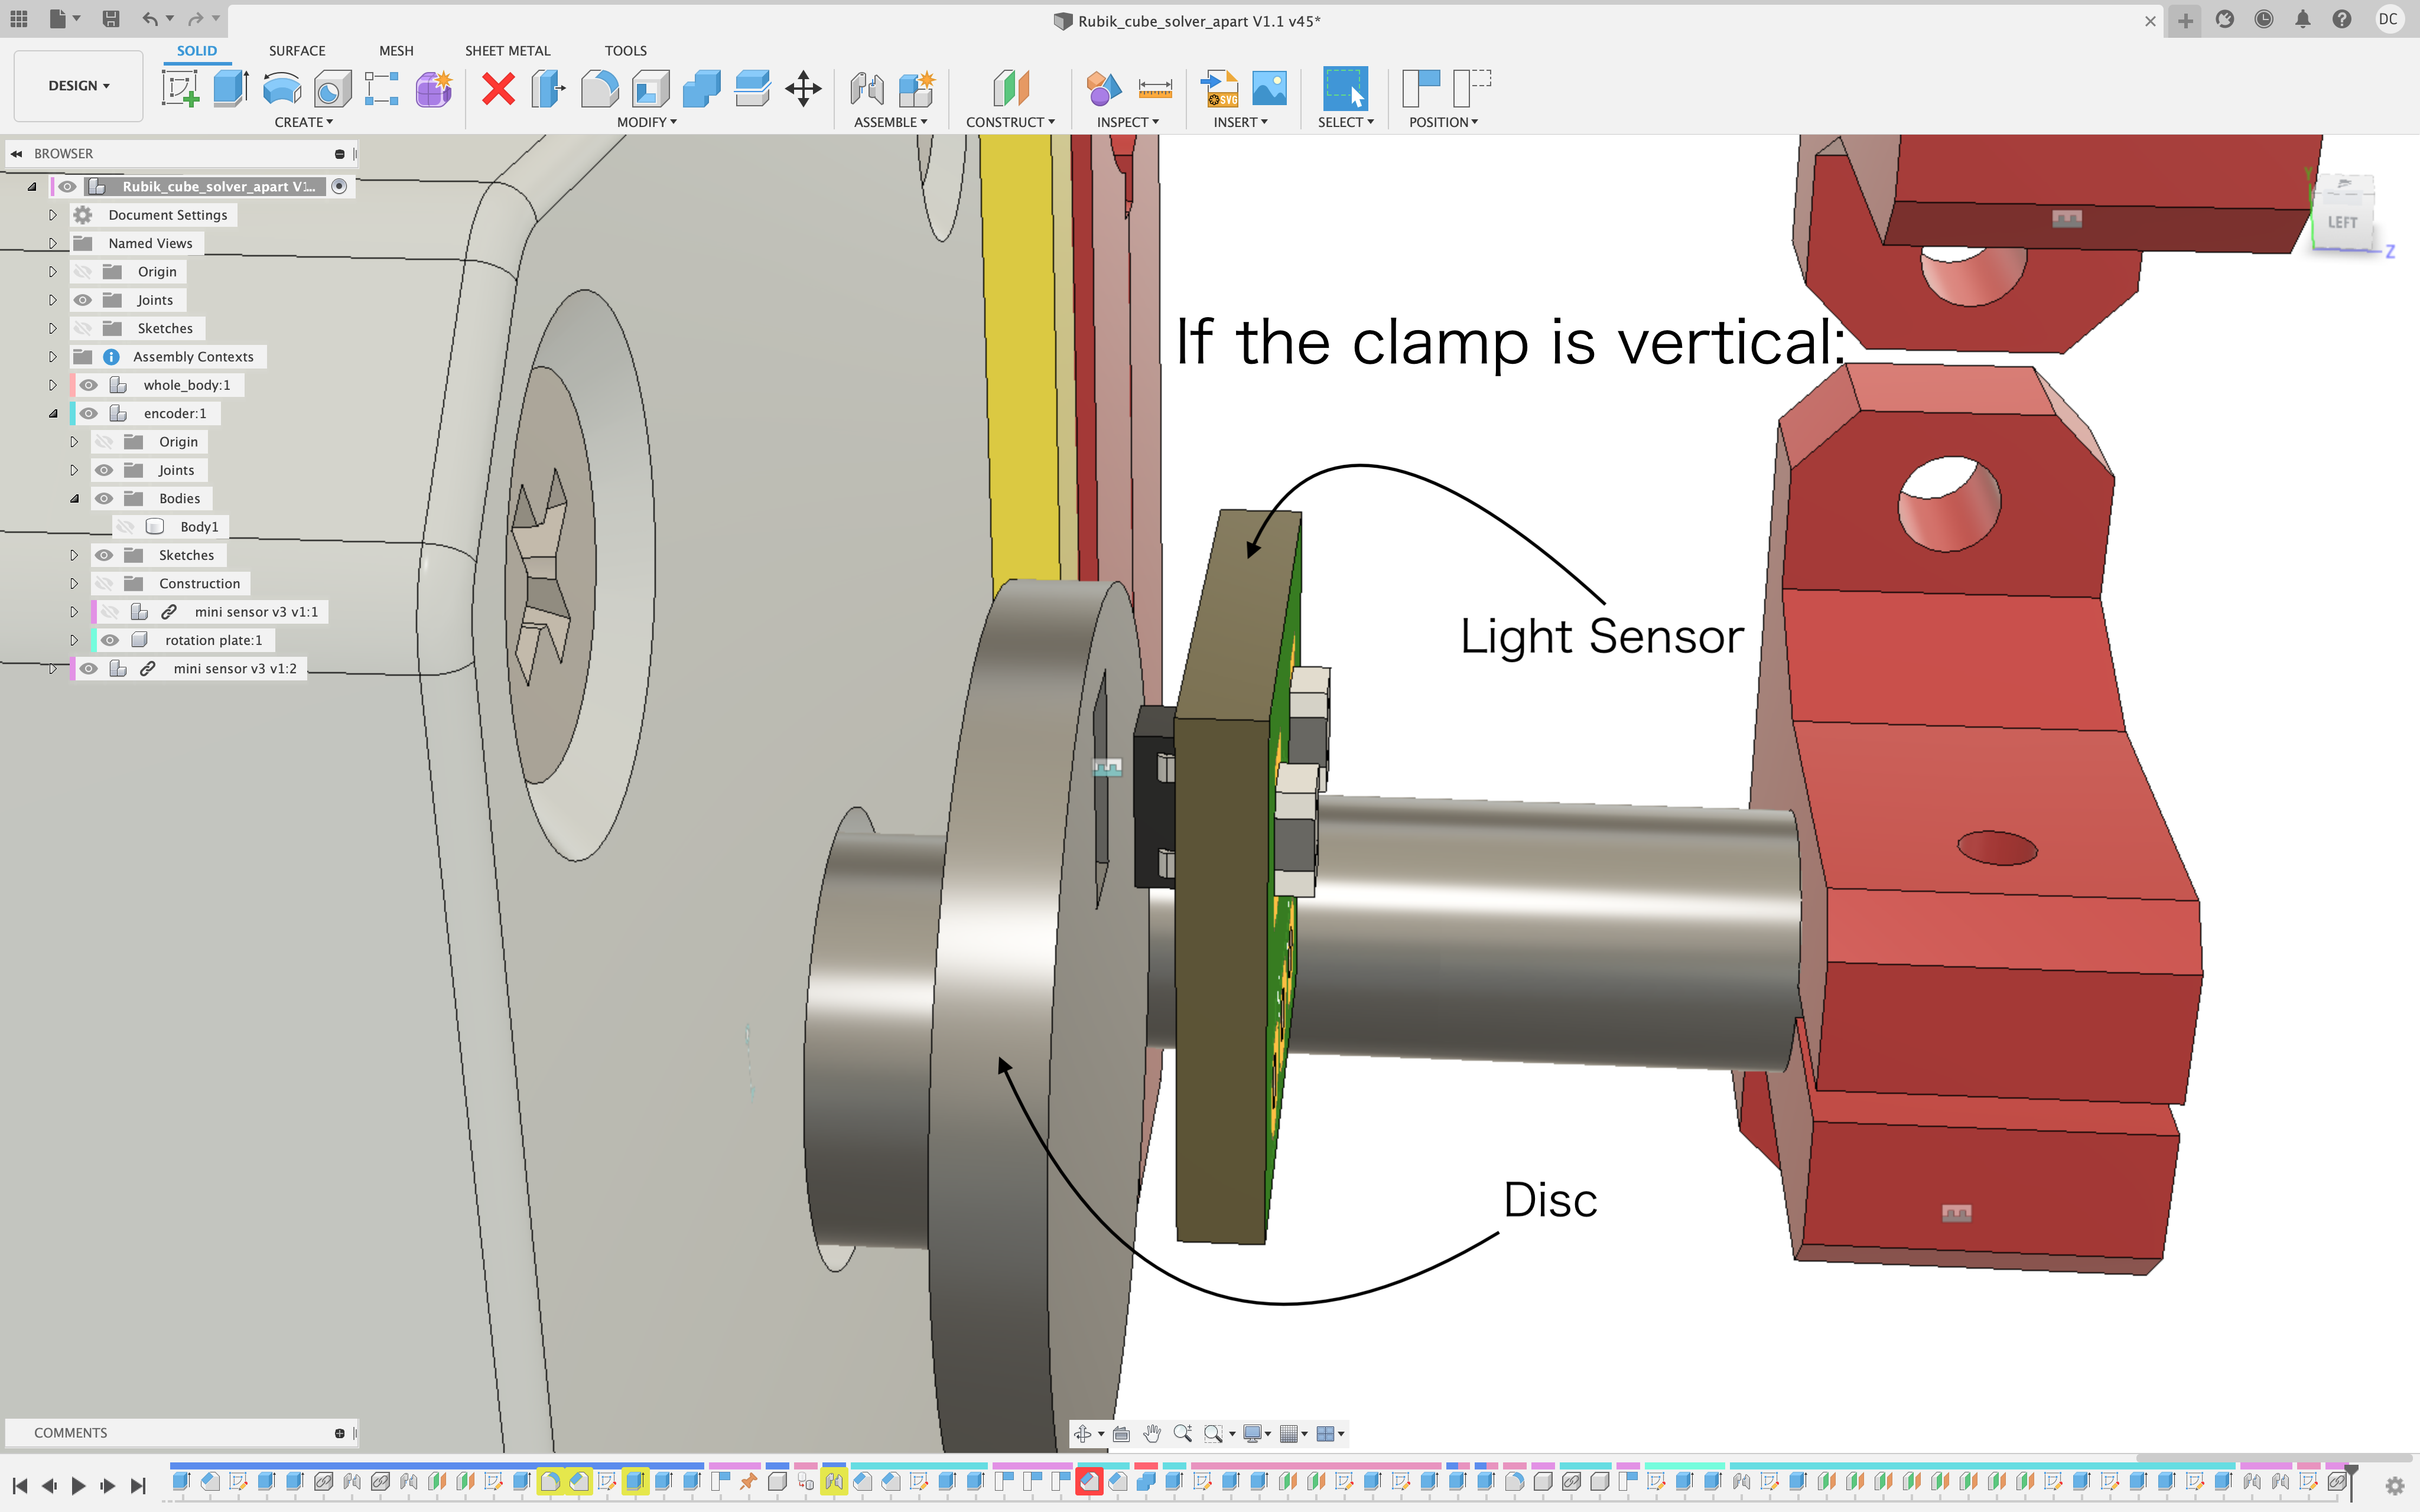 Rubik_cube_solver_apart V1.1 v45*
DC
DESIGN
SOLID
SURFACE
MESH
SHEET METAL
TOOLS
CREATE
MODIFY
ASSEMBLE
CONSTRUCT
INSPECT
SVG
INSERT
SELECT
POSITION
BROWSER
Rubik_cube_solver_apart V1...
Document Settings
Named Views
Origin
Joints
Sketches
Assembly Contexts
whole_body:1
encoder:1
Origin
Joints
Bodies
Body1
Sketches
Construction
mini sensor v3 v1:1
rotation plate:1
mini sensor v3 v1:2
Y
LEFT
Z
If the clamp is vertical:
Light Sensor
Disc
COMMENTS